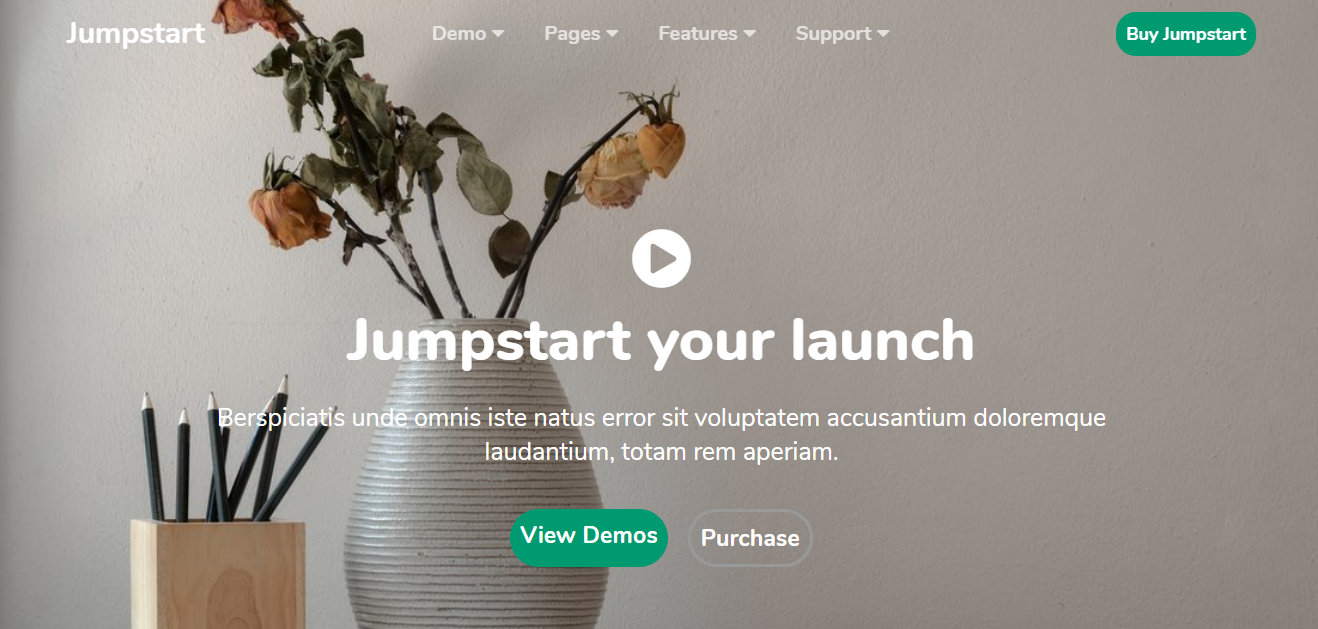 Jumpstart
Demo Pages Features Support
Buy Jumpstart
Jumpstart your launch
Berspiciatis unde omnis iste natus error sit voluptatem accusantium doloremque
laudantium, totam rem aperiam.
View Demos Purchase